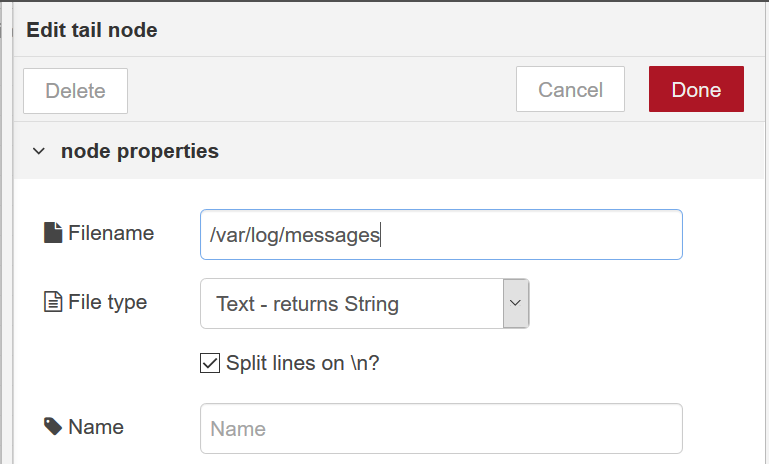 Edit tail node
Delete Cancel Done
node properties
Filename /var/log/messages
File type Text - returns String
Split lines on \n?
Name Name